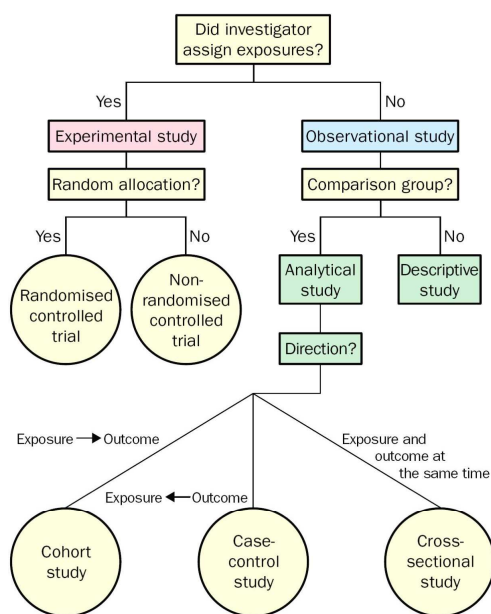 Did investigator
assign exposures?
Yes
No
Experimental study
Observational study
Random allocation?
Comparison group?
Yes
No
Yes
No
Randomised
controlled
trial
Non-
randomised
controlled
trial
Analytical
study
Descriptive
study
Direction?
Exposure → Outcome
Exposure ← Outcome
Exposure and
outcome at
the same time
Cohort
study
Case-
control
study
Cross-
sectional
study